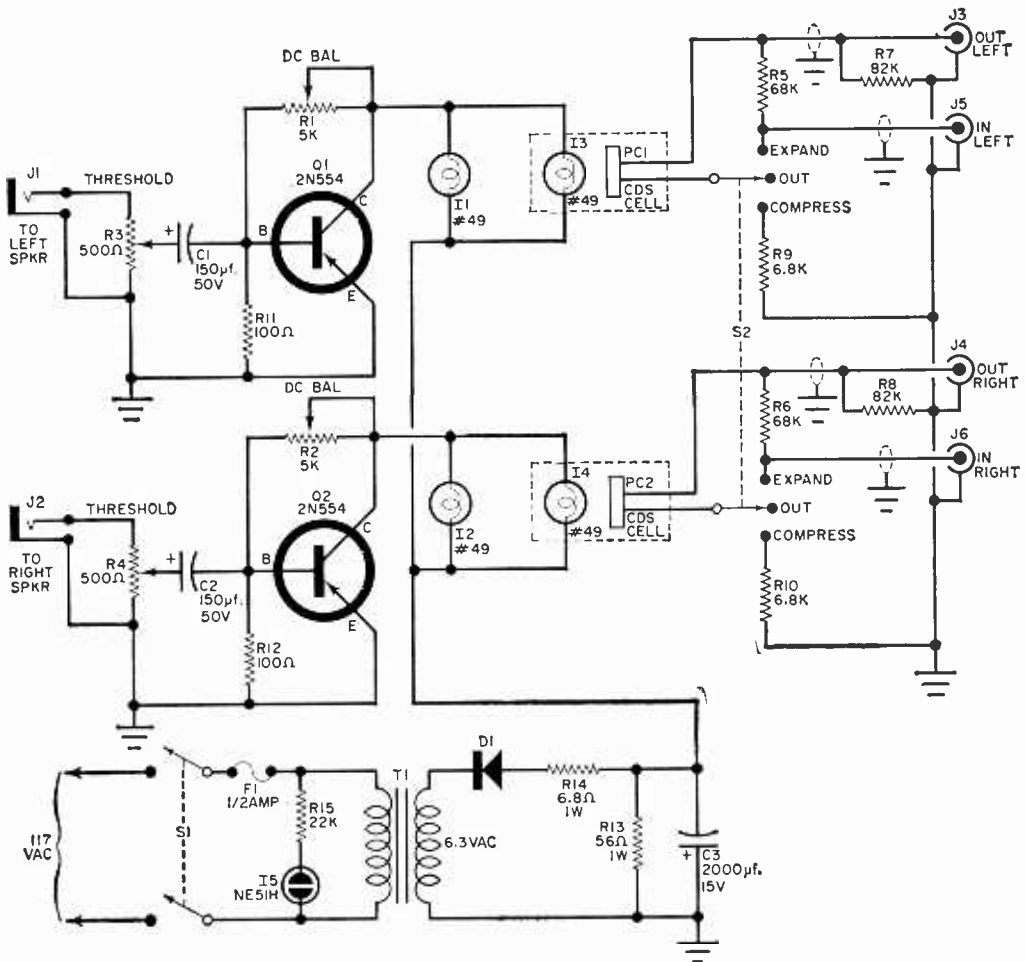 DC BAL
R1
5K
Q1
2N554
C
B
E
J1
THRESHOLD
TO
LEFT
SPKR
R3
500Ω
+
C1
150µf.
50V
R11
100Ω
I1
#49
I3
#49
PC1
CDS
CELL
R5
68K
EXPAND
OUT
COMPRESS
R9
6.8K
R7
82K
J3
OUT
LEFT
J5
IN
LEFT
S2
DC BAL
R2
5K
Q2
2N554
C
B
E
J2
THRESHOLD
TO
RIGHT
SPKR
R4
500Ω
+
C2
150µf.
50V
R12
100Ω
I2
#49
I4
#49
PC2
CDS
CELL
R6
68K
EXPAND
OUT
COMPRESS
R10
6.8K
R8
82K
J4
OUT
RIGHT
J6
IN
RIGHT
117
VAC
S1
F1
1/2AMP
R15
22K
I5
NE51H
T1
6.3VAC
D1
R14
6.8Ω
1W
R13
56Ω
1W
+
C3
2000µf.
15V